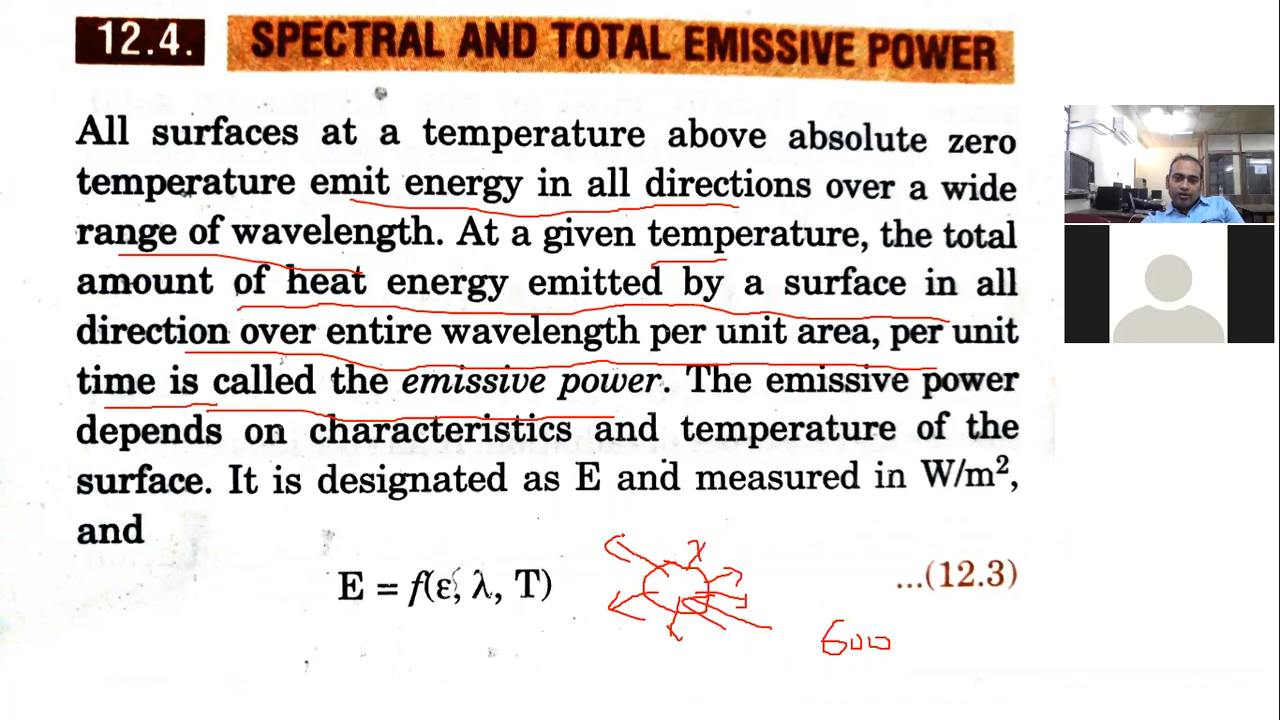 12.4. SPECTRAL AND TOTAL EMISSIVE POWER
All surfaces at a temperature above absolute zero
temperature emit energy in all directions over a wide
range of wavelength. At a given temperature, the total
amount of heat energy emitted by a surface in all
direction over entire wavelength per unit area, per unit
time is called the emissive power. The emissive power
depends on characteristics and temperature of the
surface. It is designated as E and measured in W/m², 
and
E = f(ε, λ, T) ...(12.3)
600